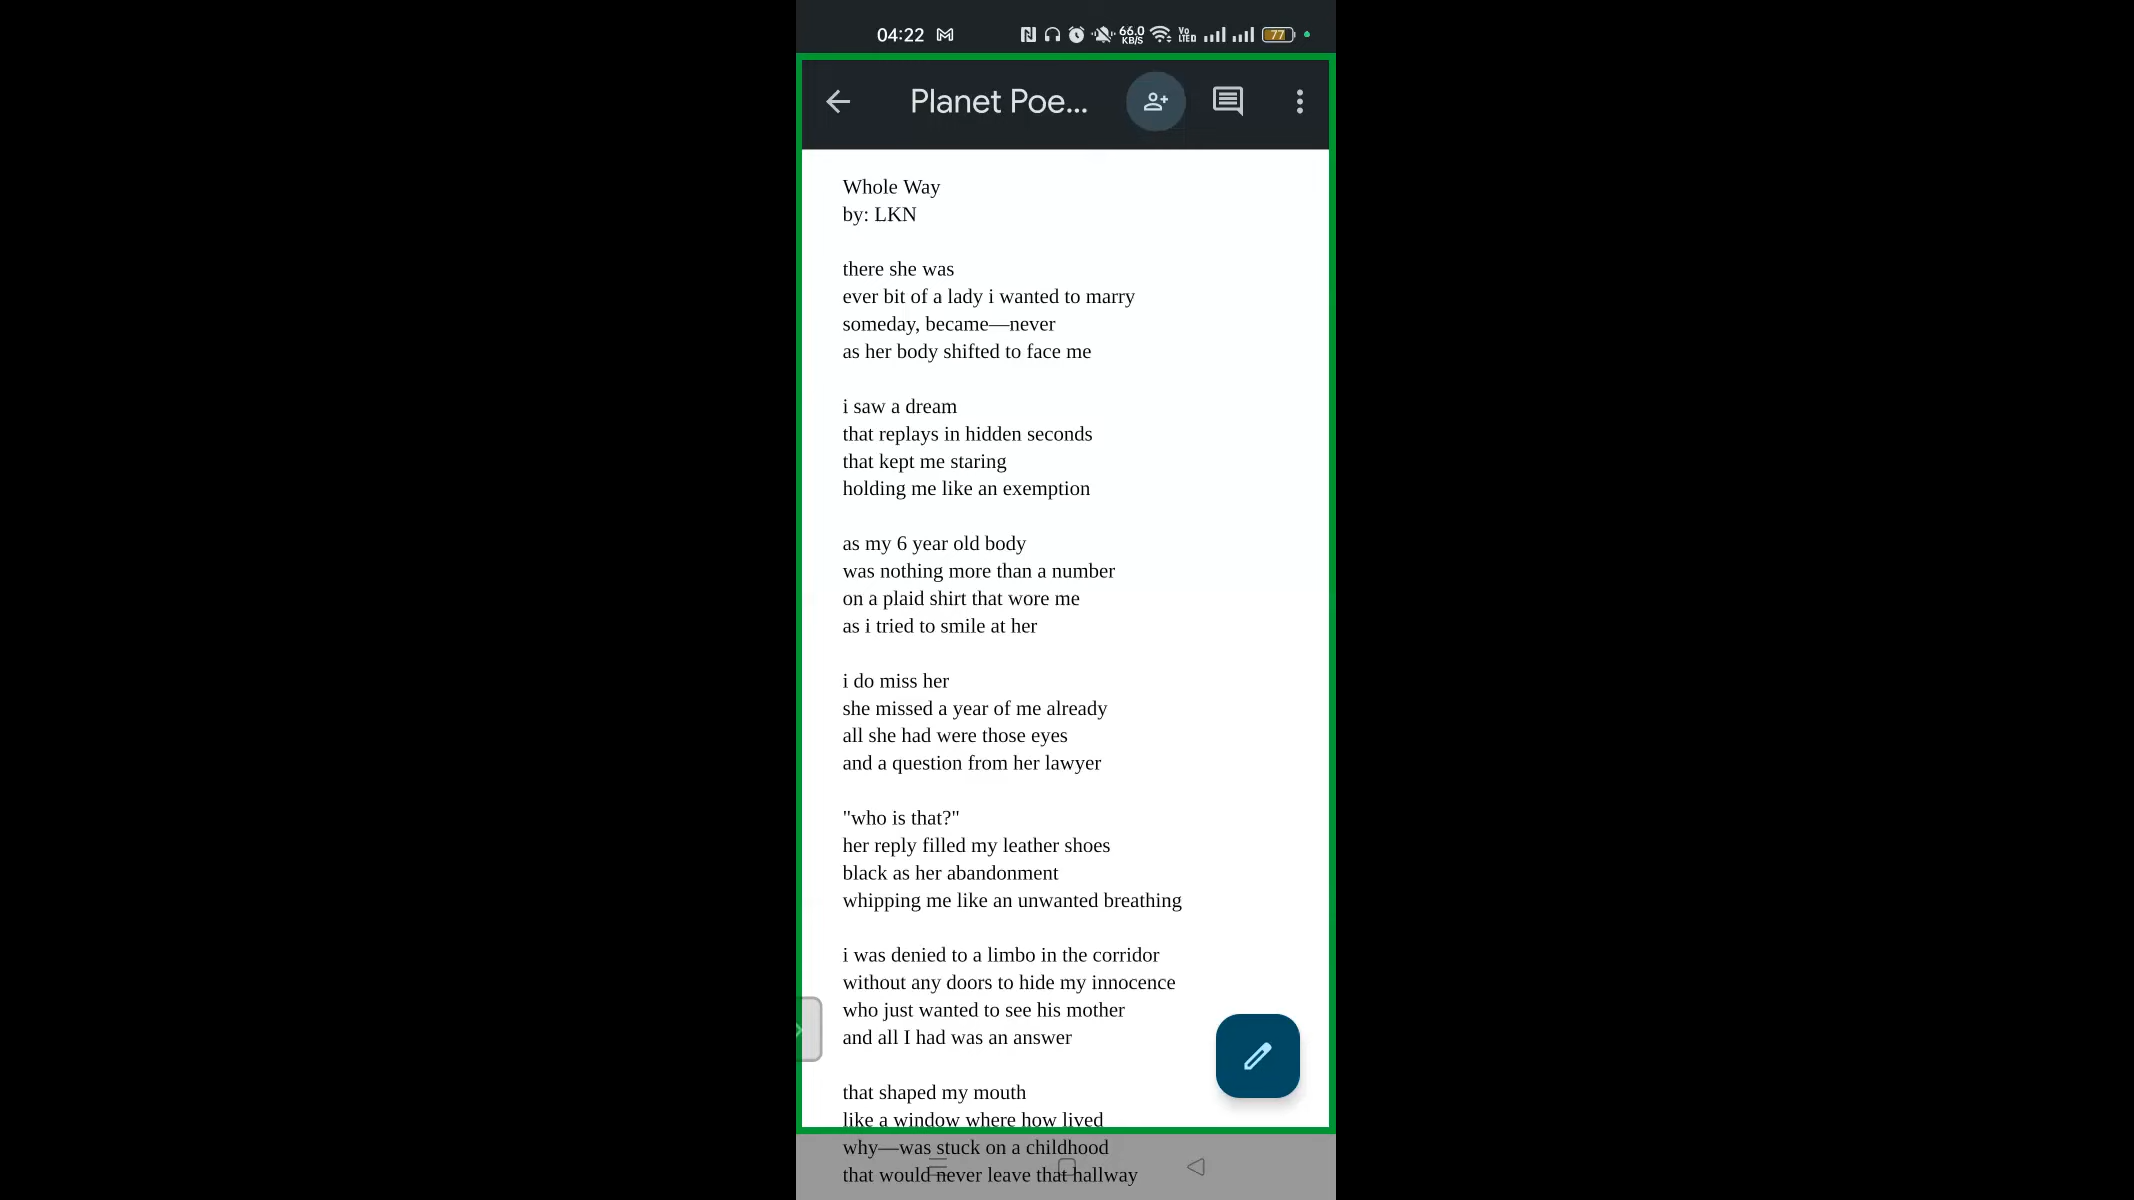 04:22
66.0
KB/S
Vo
LTED
77
Planet Poe...
Whole Way
by: LKN
there she was
ever bit of a lady i wanted to marry
someday, became—never
as her body shifted to face me
i saw a dream
that replays in hidden seconds
that kept me staring
holding me like an exemption
as my 6 year old body
was nothing more than a number
on a plaid shirt that wore me
as i tried to smile at her
i do miss her
she missed a year of me already
all she had were those eyes
and a question from her lawyer
"who is that?"
her reply filled my leather shoes
black as her abandonment
whipping me like an unwanted breathing
i was denied to a limbo in the corridor
without any doors to hide my innocence
who just wanted to see his mother
and all I had was an answer
that shaped my mouth
like a window where how lived
why—was stuck on a childhood
that would never leave that hallway